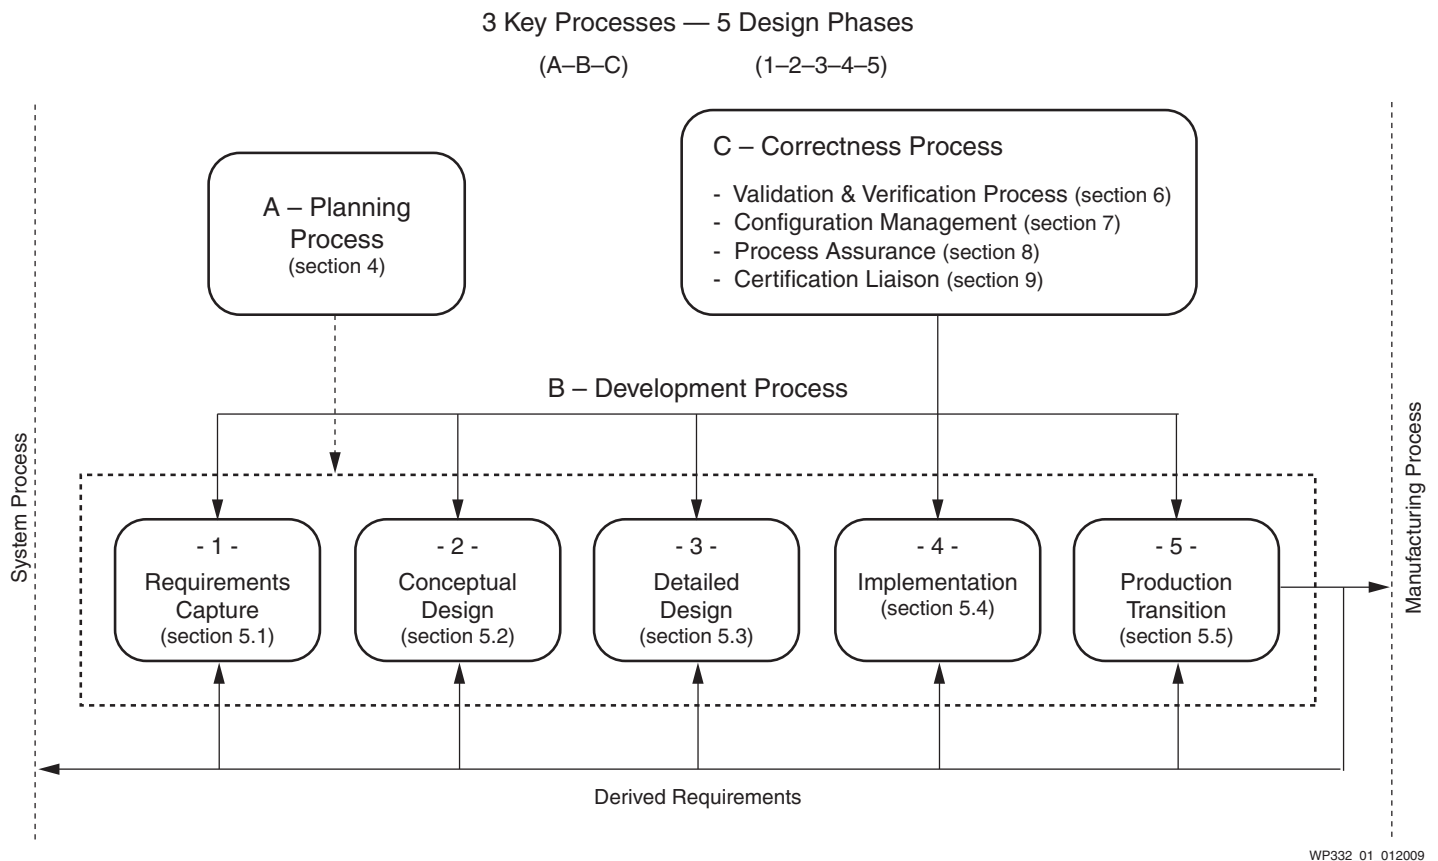 3 Key Processes — 5 Design Phases
(A–B–C) (1–2–3–4–5)
A – Planning
Process
(section 4)
C – Correctness Process
- Validation & Verification Process (section 6)
- Configuration Management (section 7)
- Process Assurance (section 8)
- Certification Liaison (section 9)
B – Development Process
System Process
Manufacturing Process
- 1 -
Requirements
Capture
(section 5.1)
- 2 -
Conceptual
Design
(section 5.2)
- 3 -
Detailed
Design
(section 5.3)
- 4 -
Implementation
(section 5.4)
- 5 -
Production
Transition
(section 5.5)
Derived Requirements
WP332_01_012009